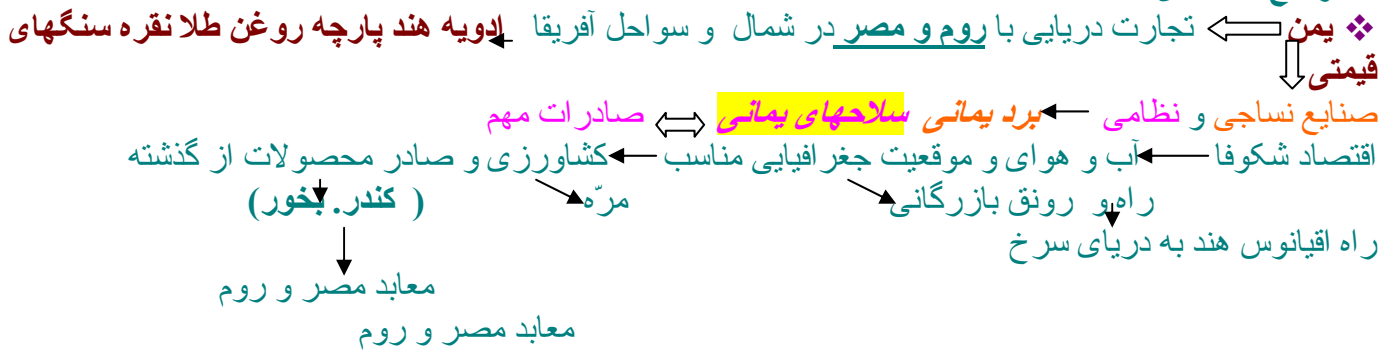 ❖ یمن تجارت دریایی با روم و مصر در شمال و سواحل آفریقا ادویه هند پارچه روغن طلا نقره سنگهای
قیمتی
صنایع نساجی و نظامی برد یمانی سلاحهای یمانی صادرات مهم
اقتصاد شکوفا آب و هوای و موقعیت جغرافیایی مناسب کشاورزی و صادر محصولات از گذشته
راه و رونق بازرگانی مرّه ( کندر. بخور)
راه اقیانوس هند به دریای سرخ
معابد مصر و روم
معابد مصر و روم